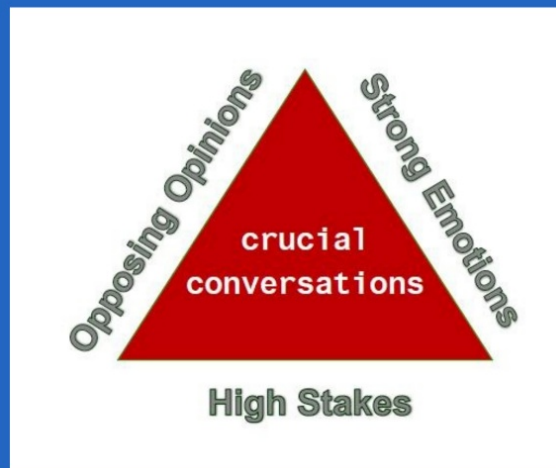 Opposing Opinions
Strong Emotions
crucial
conversations
High Stakes